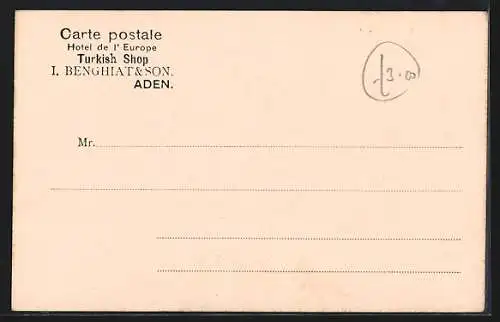 Carte postale
Hotel de l' Europe
Turkish Shop
I. BENGHIAT & SON.
ADEN.
Mr.